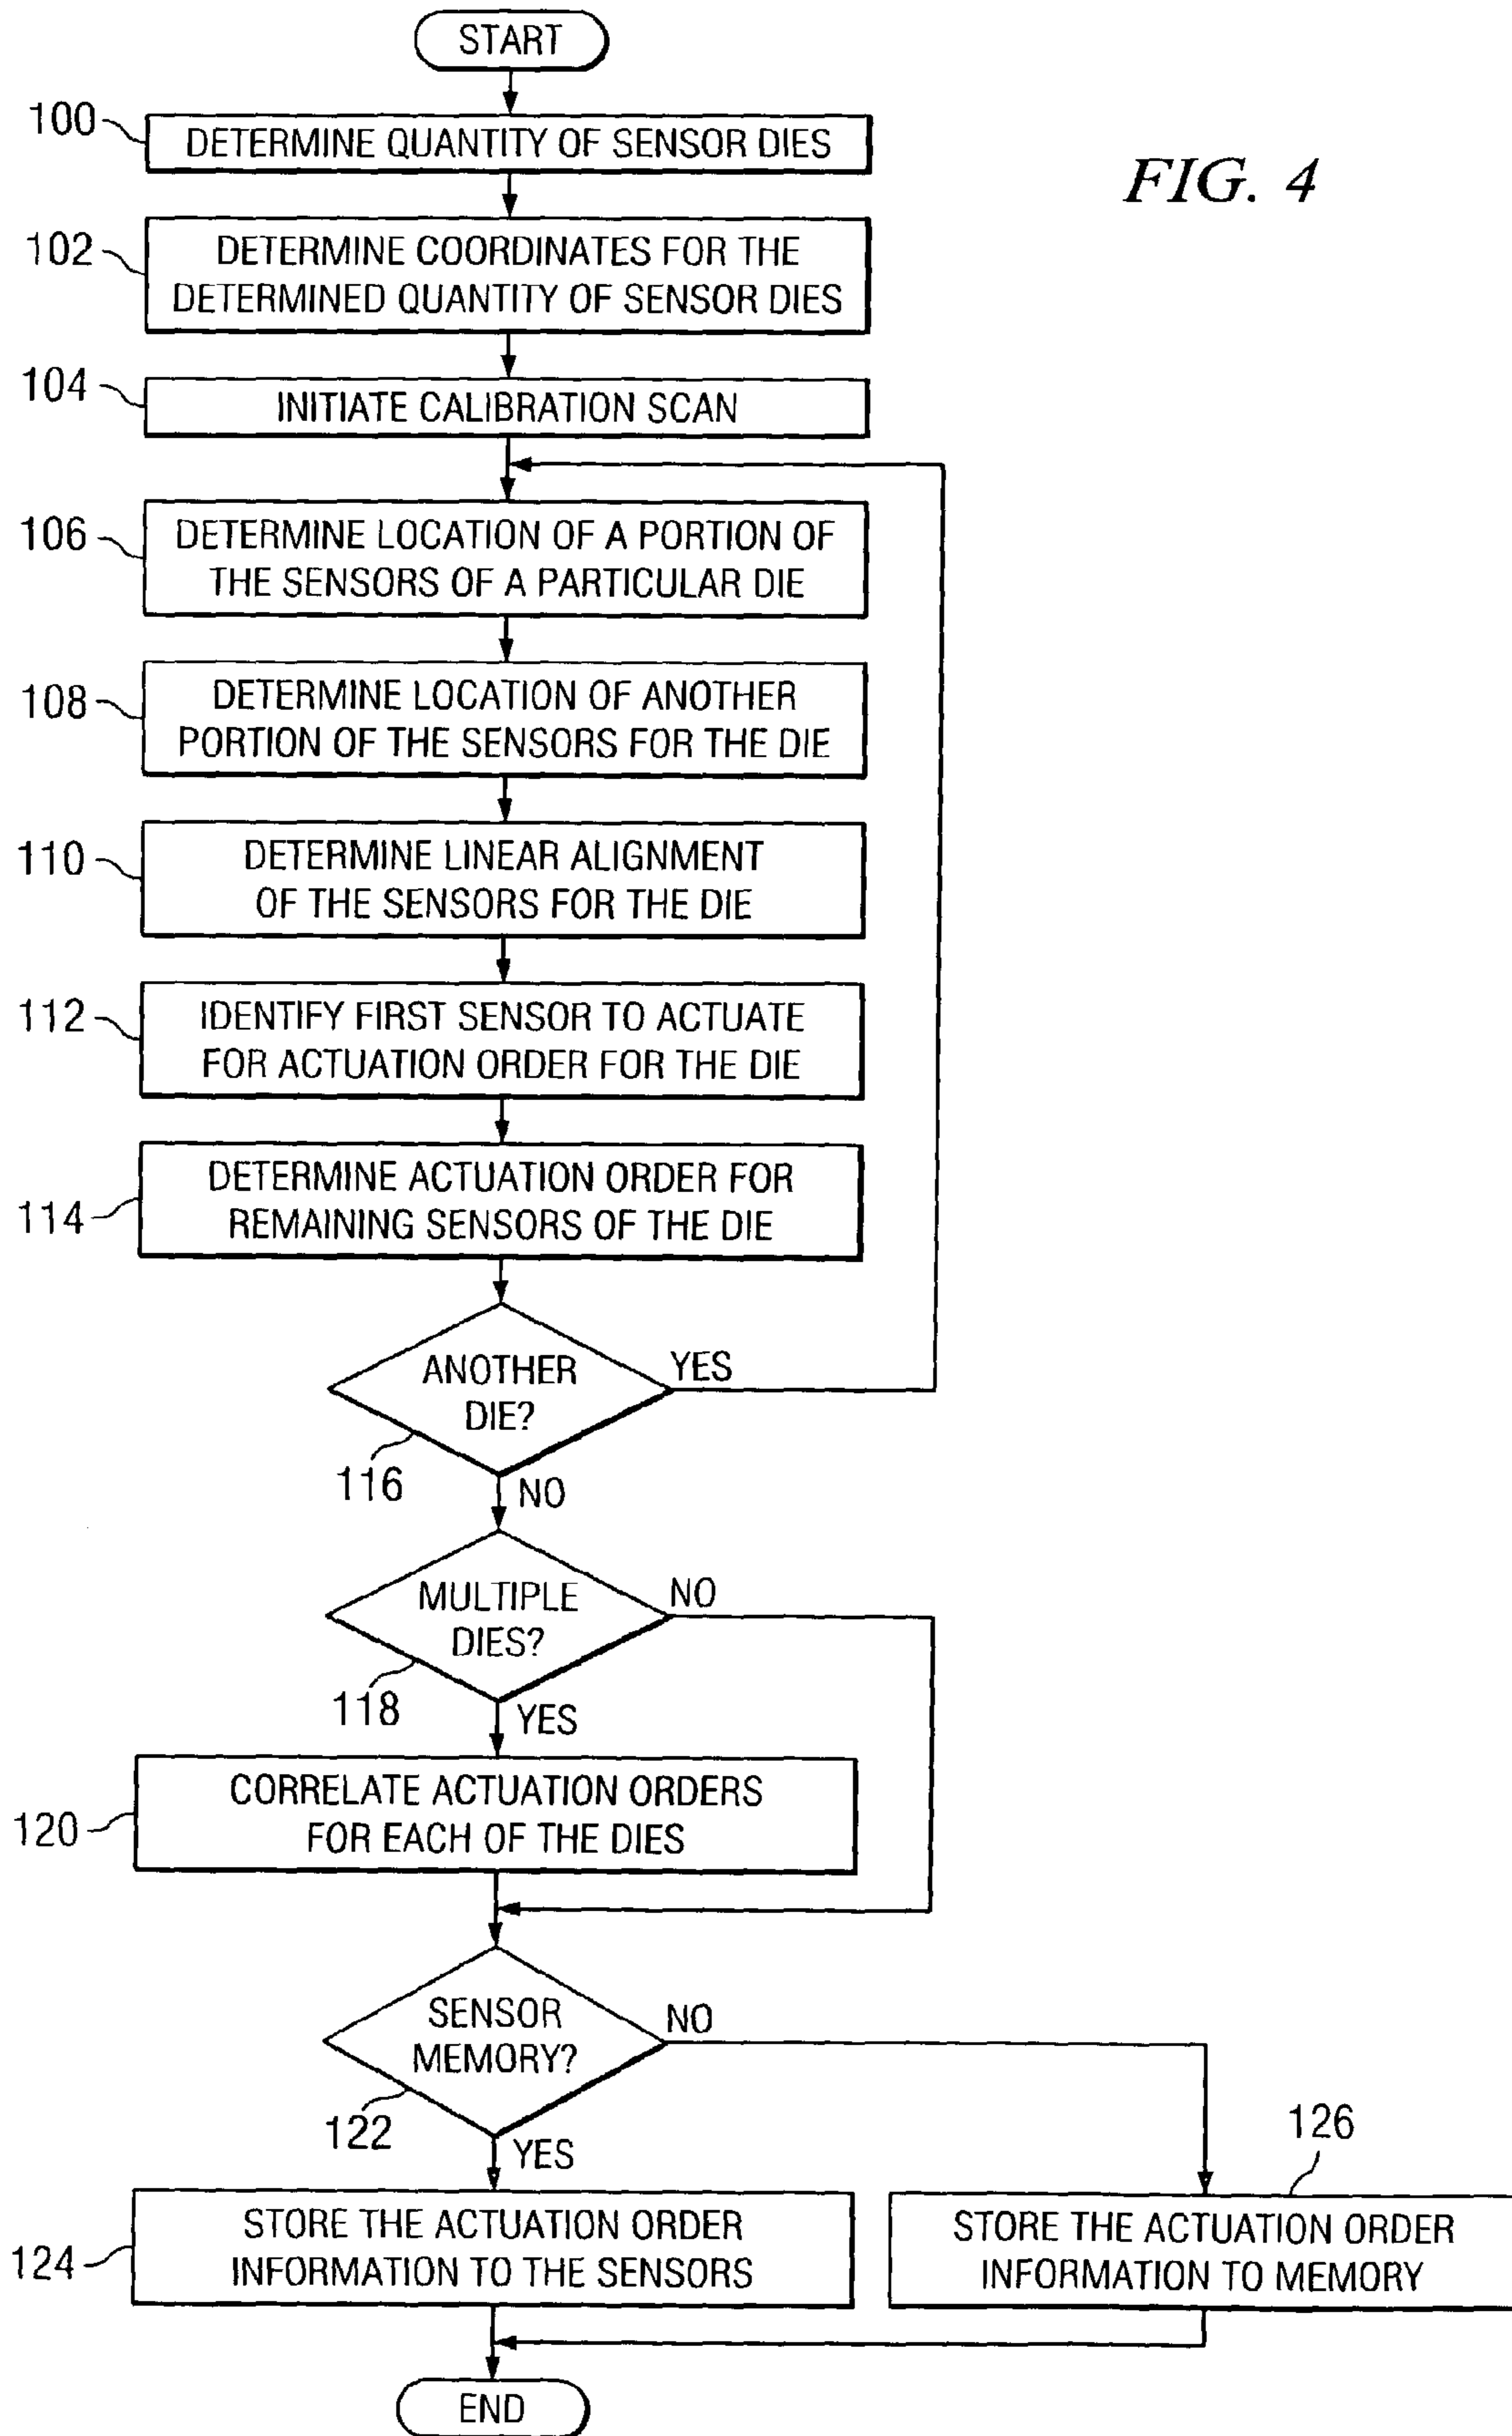 START
100
DETERMINE QUANTITY OF SENSOR DIES
FIG. 4
102
DETERMINE COORDINATES FOR THE
DETERMINED QUANTITY OF SENSOR DIES
104
INITIATE CALIBRATION SCAN
106
DETERMINE LOCATION OF A PORTION OF
THE SENSORS OF A PARTICULAR DIE
108
DETERMINE LOCATION OF ANOTHER
PORTION OF THE SENSORS FOR THE DIE
110
DETERMINE LINEAR ALIGNMENT
OF THE SENSORS FOR THE DIE
112
IDENTIFY FIRST SENSOR TO ACTUATE
FOR ACTUATION ORDER FOR THE DIE
114
DETERMINE ACTUATION ORDER FOR
REMAINING SENSORS OF THE DIE
ANOTHER
DIE?
YES
116
NO
MULTIPLE
DIES?
NO
118
YES
120
CORRELATE ACTUATION ORDERS
FOR EACH OF THE DIES
SENSOR
MEMORY?
NO
122
YES
126
124
STORE THE ACTUATION ORDER
INFORMATION TO THE SENSORS
STORE THE ACTUATION ORDER
INFORMATION TO MEMORY
END